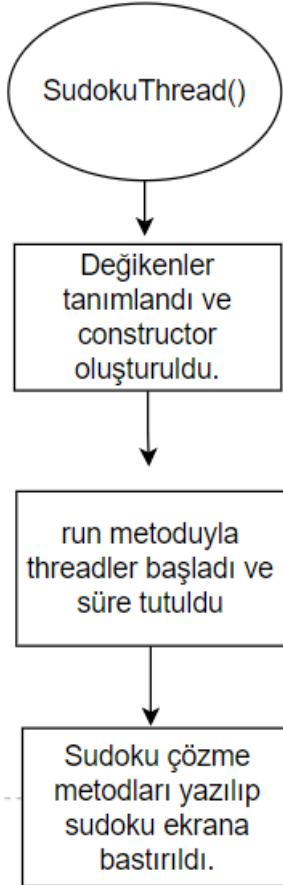 SudokuThread()
Değikenler
tanımlandı ve
constructor
oluşturuldu.
run metoduyla
threadler başladı ve
süre tutuldu
Sudoku çözme
metodları yazılıp
sudoku ekrana
bastırıldı.